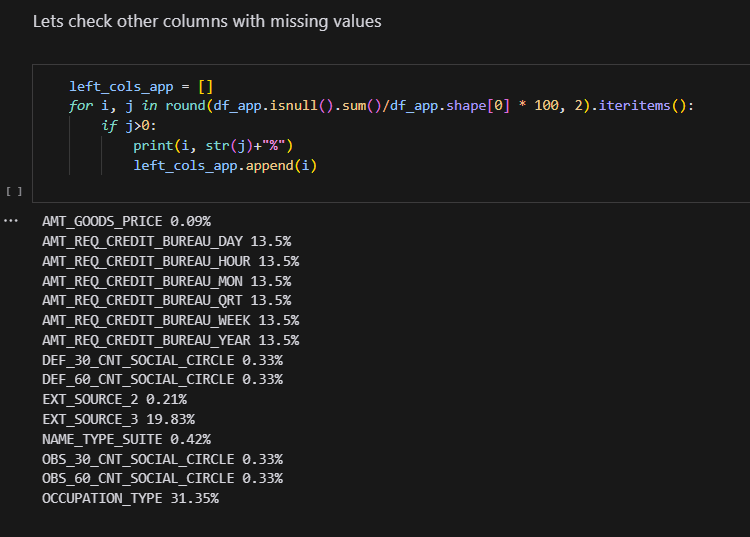 Lets check other columns with missing values
left_cols_app = []
for i, j in round(df_app.isnull().sum()/df_app.shape[0] * 100, 2).iteritems():
if j>0:
print(i, str(j)+"%")
left_cols_app.append(i)
[ ]
...
AMT_GOODS_PRICE 0.09%
AMT_REQ_CREDIT_BUREAU_DAY 13.5%
AMT_REQ_CREDIT_BUREAU_HOUR 13.5%
AMT_REQ_CREDIT_BUREAU_MON 13.5%
AMT_REQ_CREDIT_BUREAU_QRT 13.5%
AMT_REQ_CREDIT_BUREAU_WEEK 13.5%
AMT_REQ_CREDIT_BUREAU_YEAR 13.5%
DEF_30_CNT_SOCIAL_CIRCLE 0.33%
DEF_60_CNT_SOCIAL_CIRCLE 0.33%
EXT_SOURCE_2 0.21%
EXT_SOURCE_3 19.83%
NAME_TYPE_SUITE 0.42%
OBS_30_CNT_SOCIAL_CIRCLE 0.33%
OBS_60_CNT_SOCIAL_CIRCLE 0.33%
OCCUPATION_TYPE 31.35%